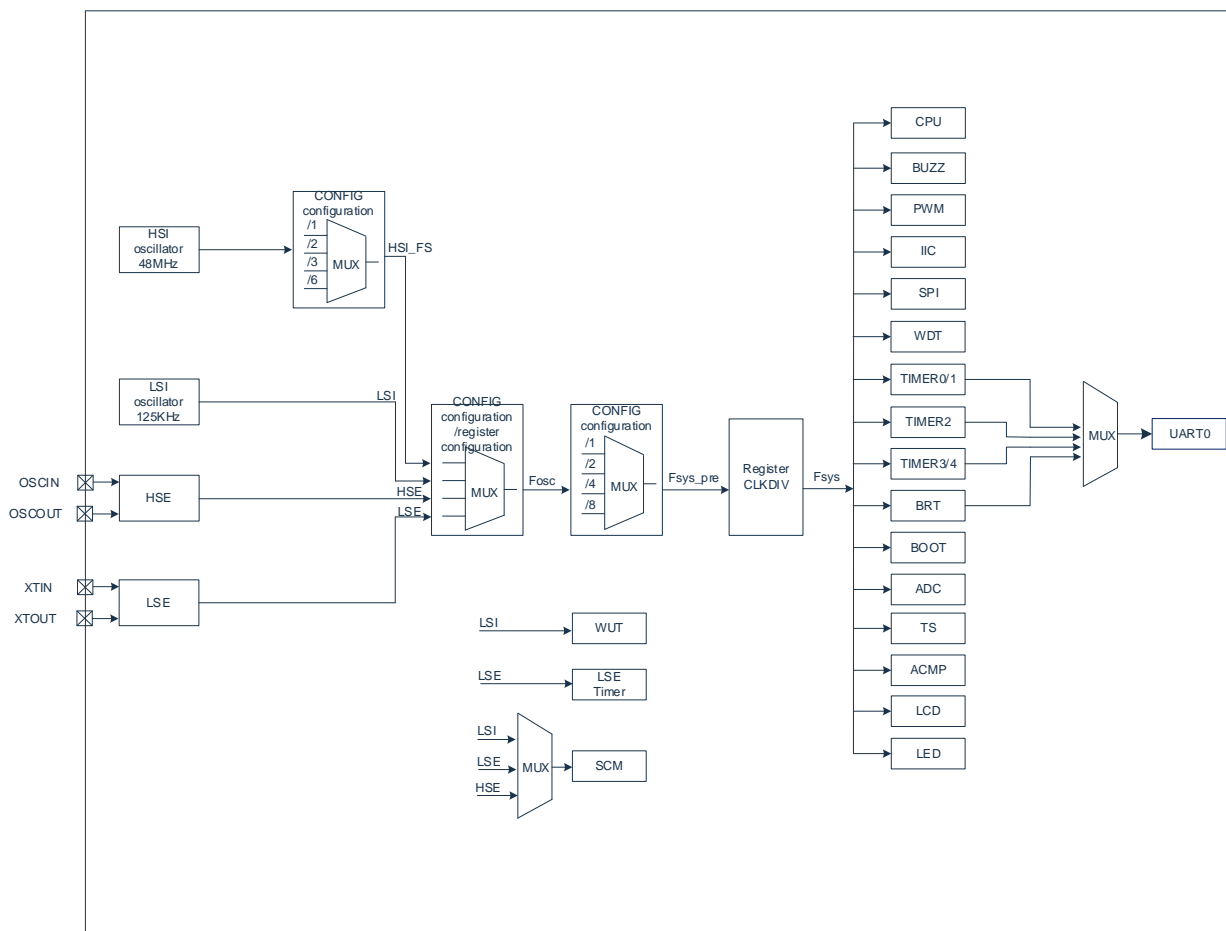 CONFIG
configuration
/1
/2
/3
/6
MUX
HSI
oscillator
48MHz
HSI_FS
LSI
oscillator
125KHz
LSI
OSCIN
OSCOUT
HSE
HSE
XTIN
XTOUT
LSE
LSE
CONFIG
configuration
/register
configuration
MUX
Fosc
CONFIG
configuration
/1
/2
/4
/8
MUX
Fsys_pre
Register
CLKDIV
Fsys
CPU
BUZZ
PWM
IIC
SPI
WDT
TIMER0/1
TIMER2
TIMER3/4
BRT
BOOT
ADC
TS
ACMP
LCD
LED
MUX
UART0
LSI
WUT
LSE
LSE
Timer
LSI
LSE
HSE
MUX
SCM